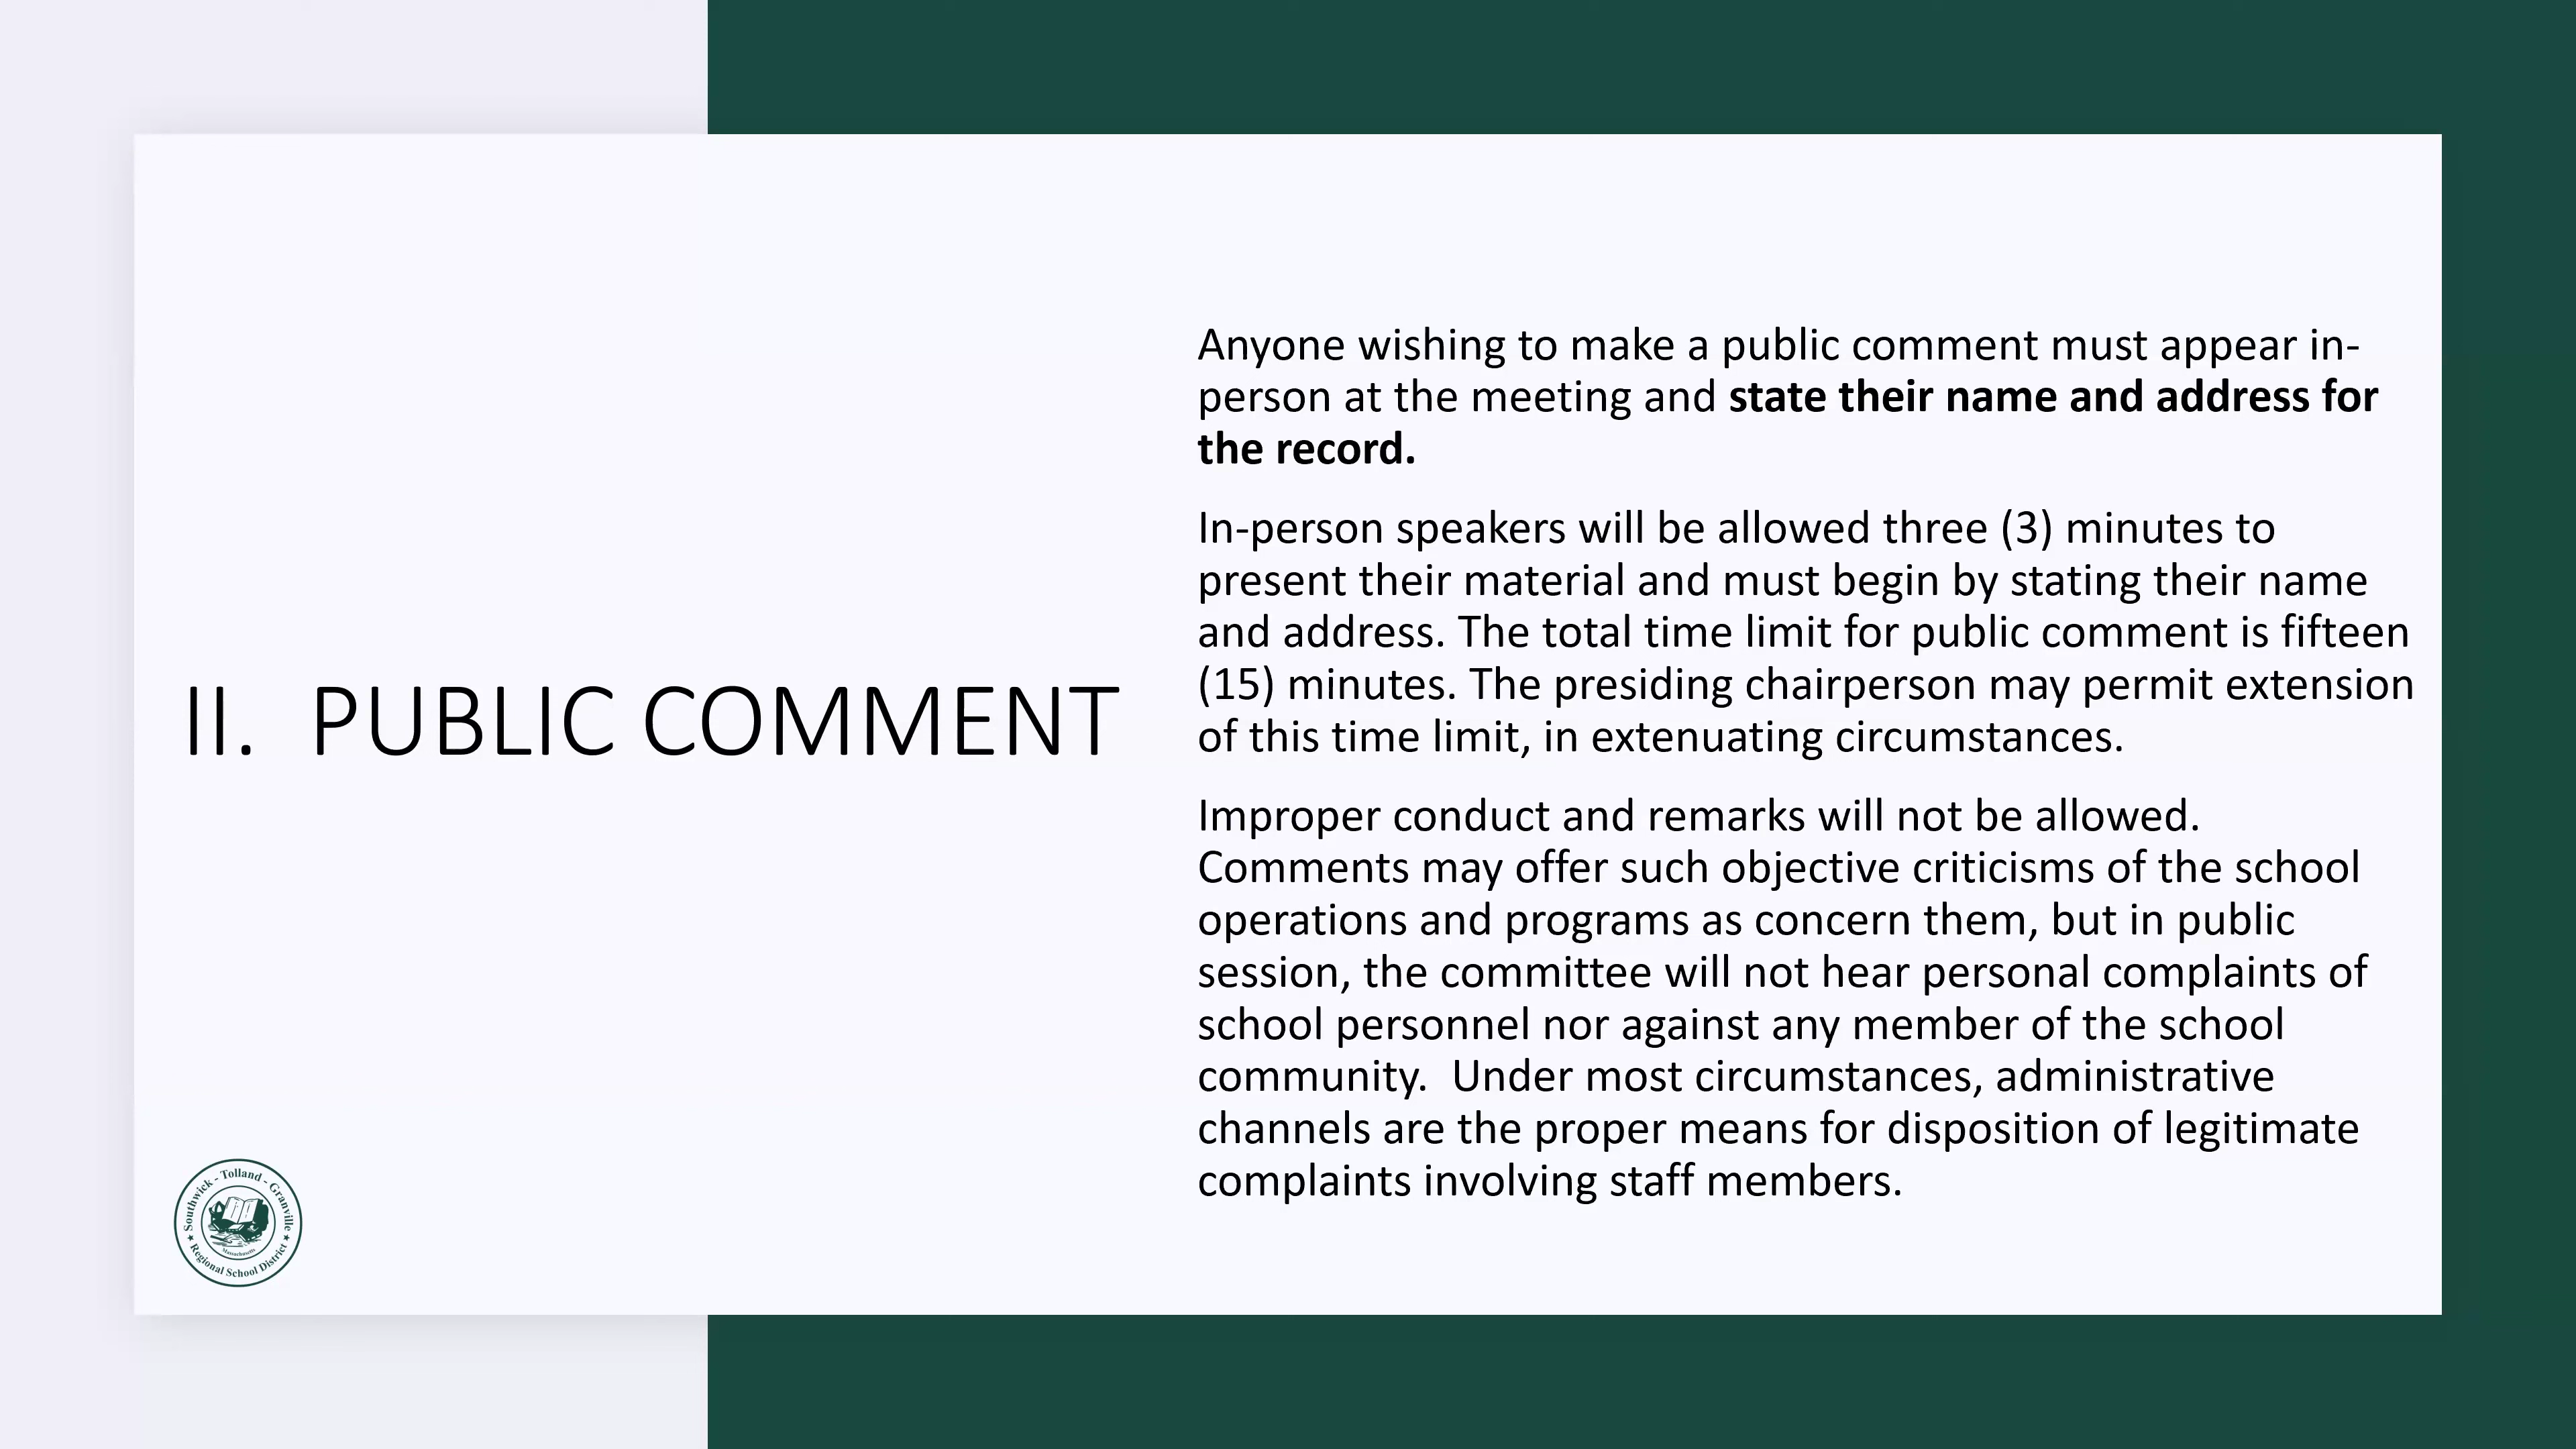 II.  PUBLIC COMMENT
Anyone wishing to make a public comment must appear in-
person at the meeting and state their name and address for
the record.
In-person speakers will be allowed three (3) minutes to
present their material and must begin by stating their name
and address. The total time limit for public comment is fifteen
(15) minutes. The presiding chairperson may permit extension
of this time limit, in extenuating circumstances.
Improper conduct and remarks will not be allowed.
Comments may offer such objective criticisms of the school
operations and programs as concern them, but in public
session, the committee will not hear personal complaints of
school personnel nor against any member of the school
community.  Under most circumstances, administrative
channels are the proper means for disposition of legitimate
complaints involving staff members.
Southwick - Tolland - Granville
Massachusetts
★ Regional School District ★